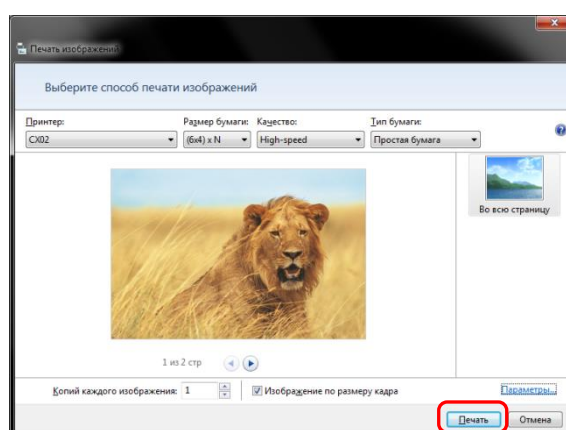 Печать изображений
Выберите способ печати изображений
Принтер: Размер бумаги: Качество: Тип бумаги:
CX02 (6x4) x N High-speed Простая бумага
Во всю страницу
1 из 2 стр
Копий каждого изображения: 1 Изображение по размеру кадра Параметры...
Печать Отмена